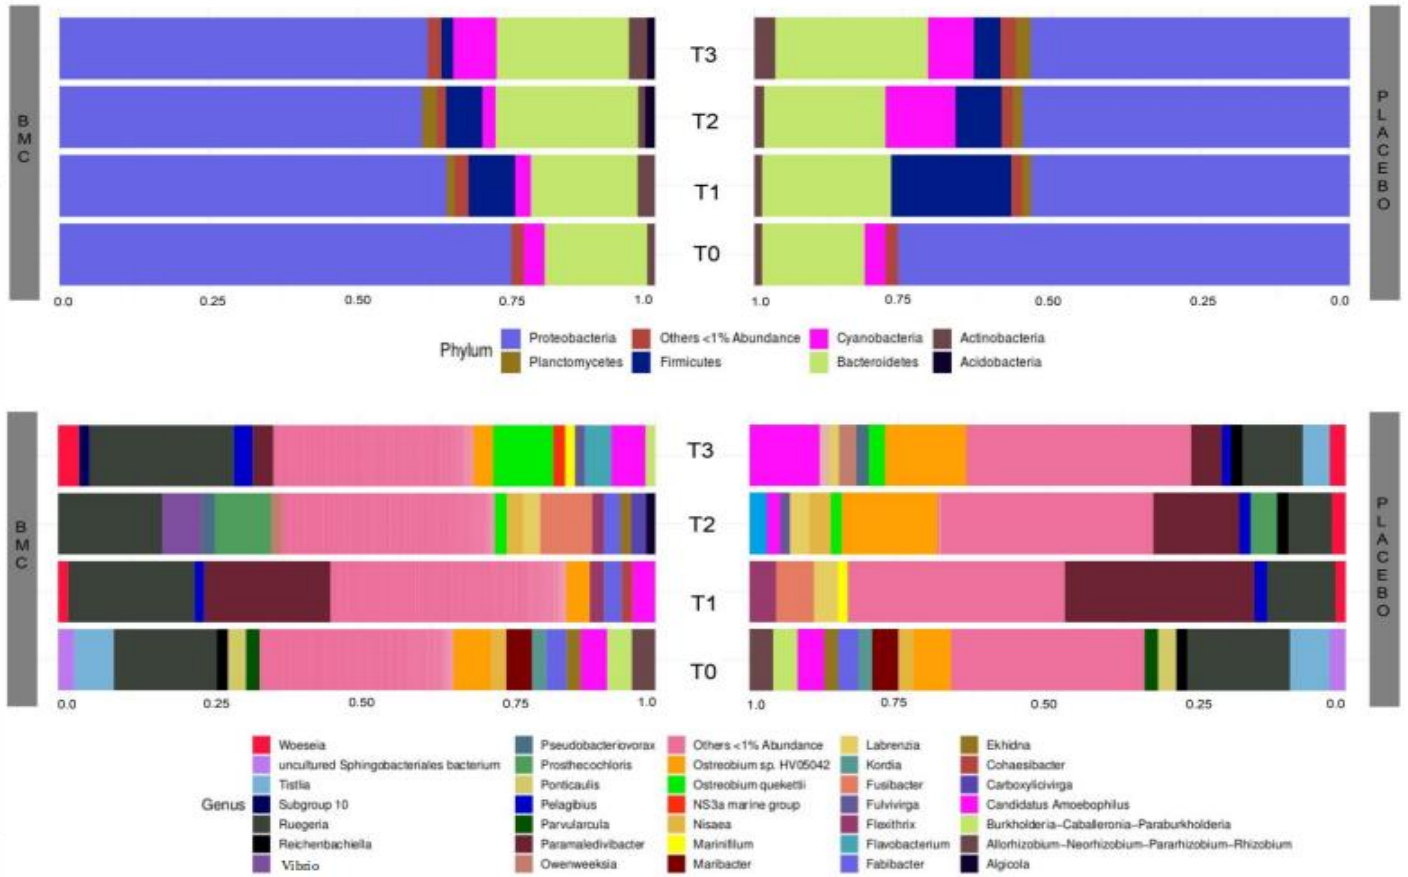 BMC
T3
T2
T1
T0
PLACEBO
0.0 0.25 0.50 0.75 1.0
1.0 0.75 0.50 0.25 0.0
Phylum
Proteobacteria Others <1% Abundance Cyanobacteria Actinobacteria
Planctomycetes Firmicutes Bacteroidetes Acidobacteria
BMC
T3
T2
T1
T0
PLACEBO
0.0 0.25 0.50 0.75 1.0
1.0 0.75 0.50 0.25 0.0
Genus
Woeseia Pseudobacteriovorax Others <1% Abundance Labrenzia Ekhidna
uncultured Sphingobacteriales bacterium Prosthecochloris Ostreobium sp. HV05042 Kordia Cohaesibacter
Tistlia Ponticaulis Ostreobium quekettii Fusibacter Carboxylicivirga
Subgroup 10 Pelagibius NS3a marine group Fulvivirga Candidatus Amoebophilus
Ruegeria Parvularcula Nisaea Flexithrix Burkholderia-Caballeronia-Paraburkholderia
Reichenbachiella Paramaledivibacter Marinifilum Flavobacterium Allorhizobium-Neorhizobium-Pararhizobium-Rhizobium
Vibrio Owenweeksia Maribacter Fabibacter Algicola